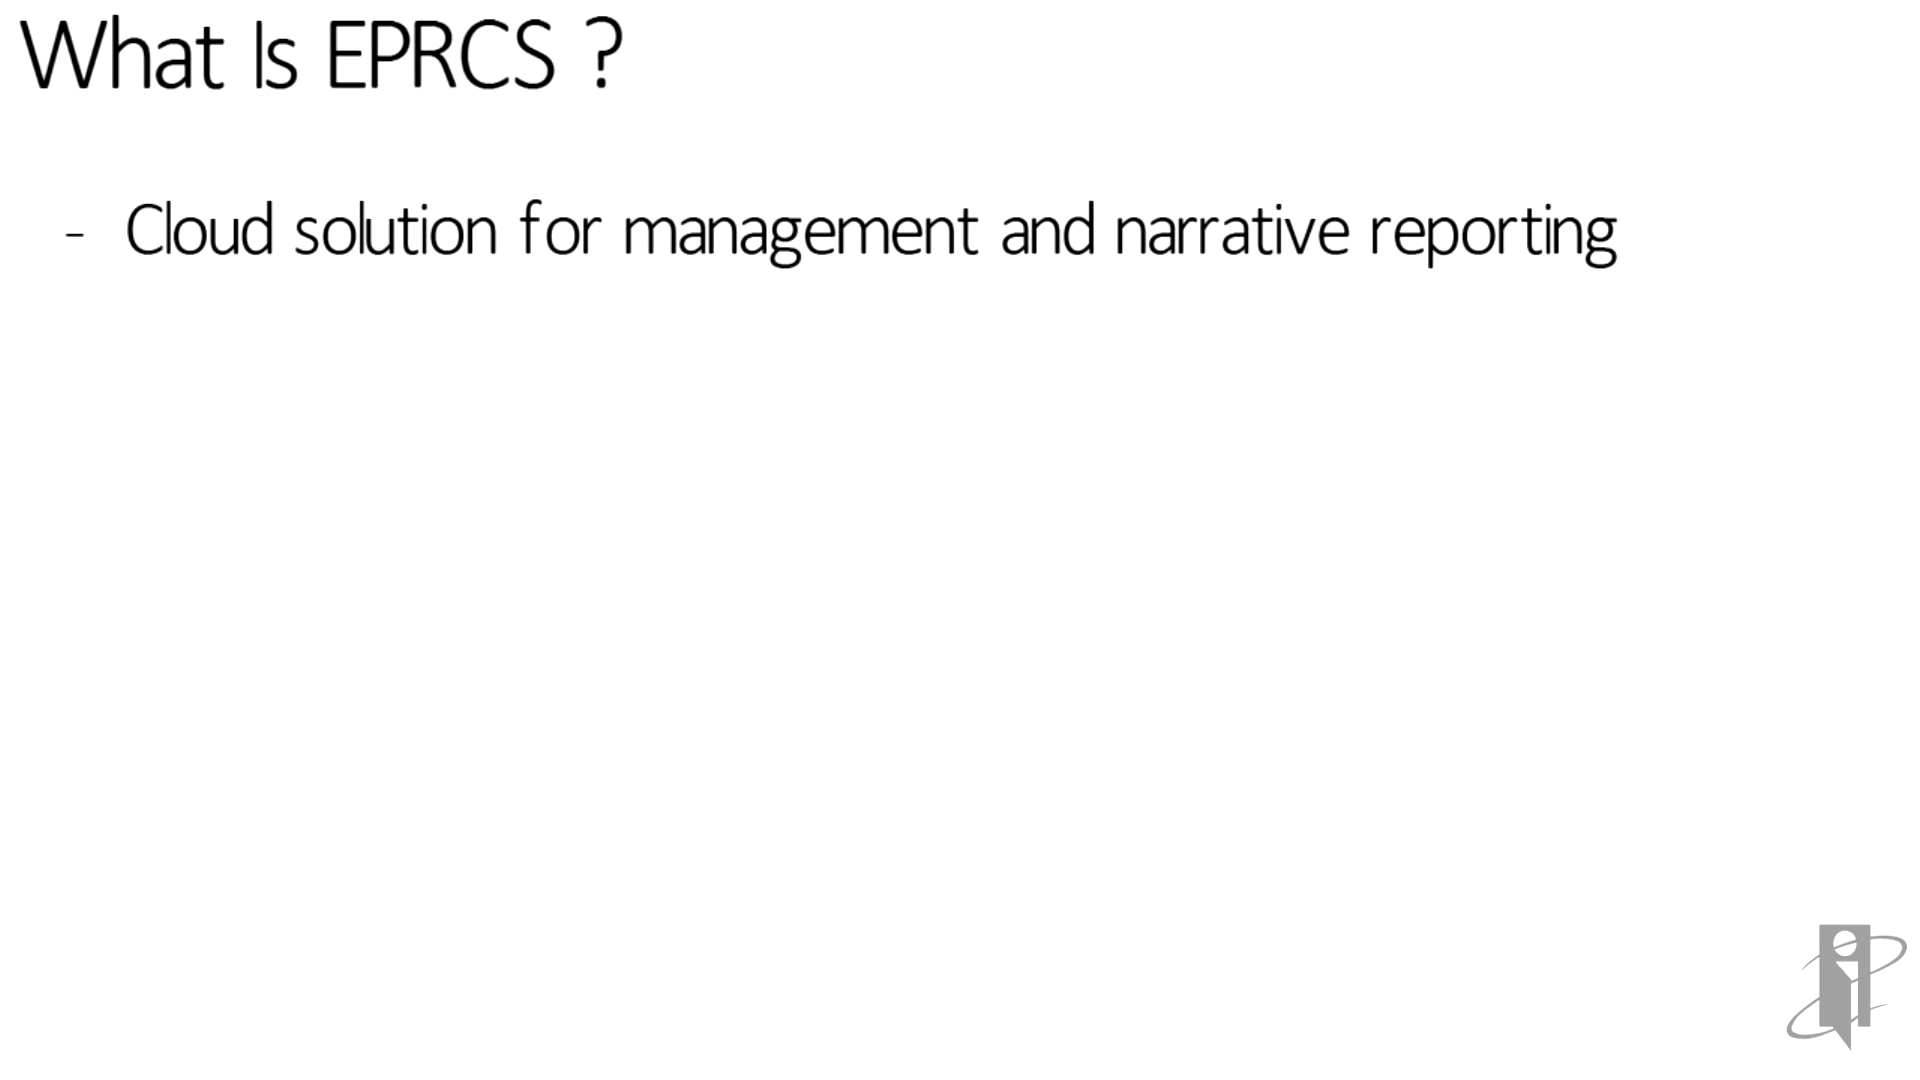 What Is EPRCS ?
- Cloud solution for management and narrative reporting